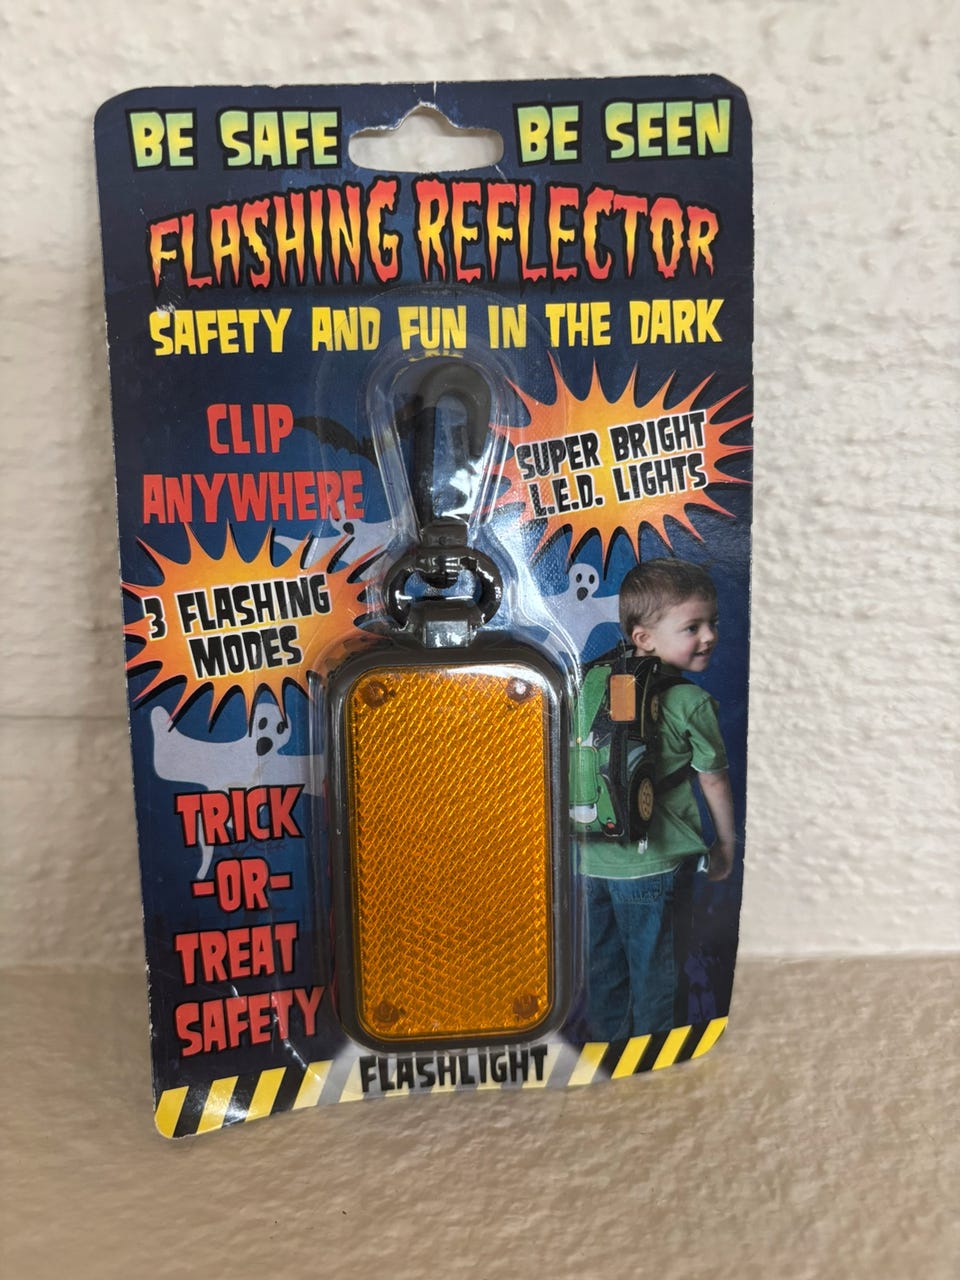 BE SAFE BE SEEN
FLASHING REFLECTOR
SAFETY AND FUN IN THE DARK
CLIP
ANYWHERE
SUPER BRIGHT
L.E.D. LIGHTS
3 FLASHING
MODES
TRICK
-OR-
TREAT
SAFETY
FLASHLIGHT